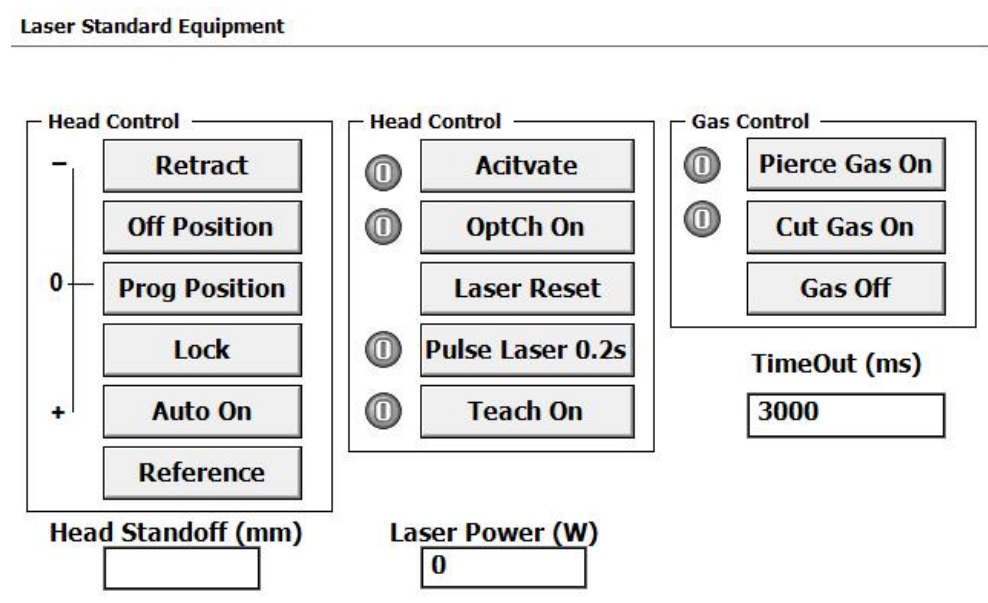 Laser Standard Equipment
Head Control
–
Retract
Off Position
0
Prog Position
Lock
+
Auto On
Reference
Head Standoff (mm)
Head Control
Acitvate
OptCh On
Laser Reset
Pulse Laser 0.2s
Teach On
Laser Power (W)
0
Gas Control
Pierce Gas On
Cut Gas On
Gas Off
TimeOut (ms)
3000